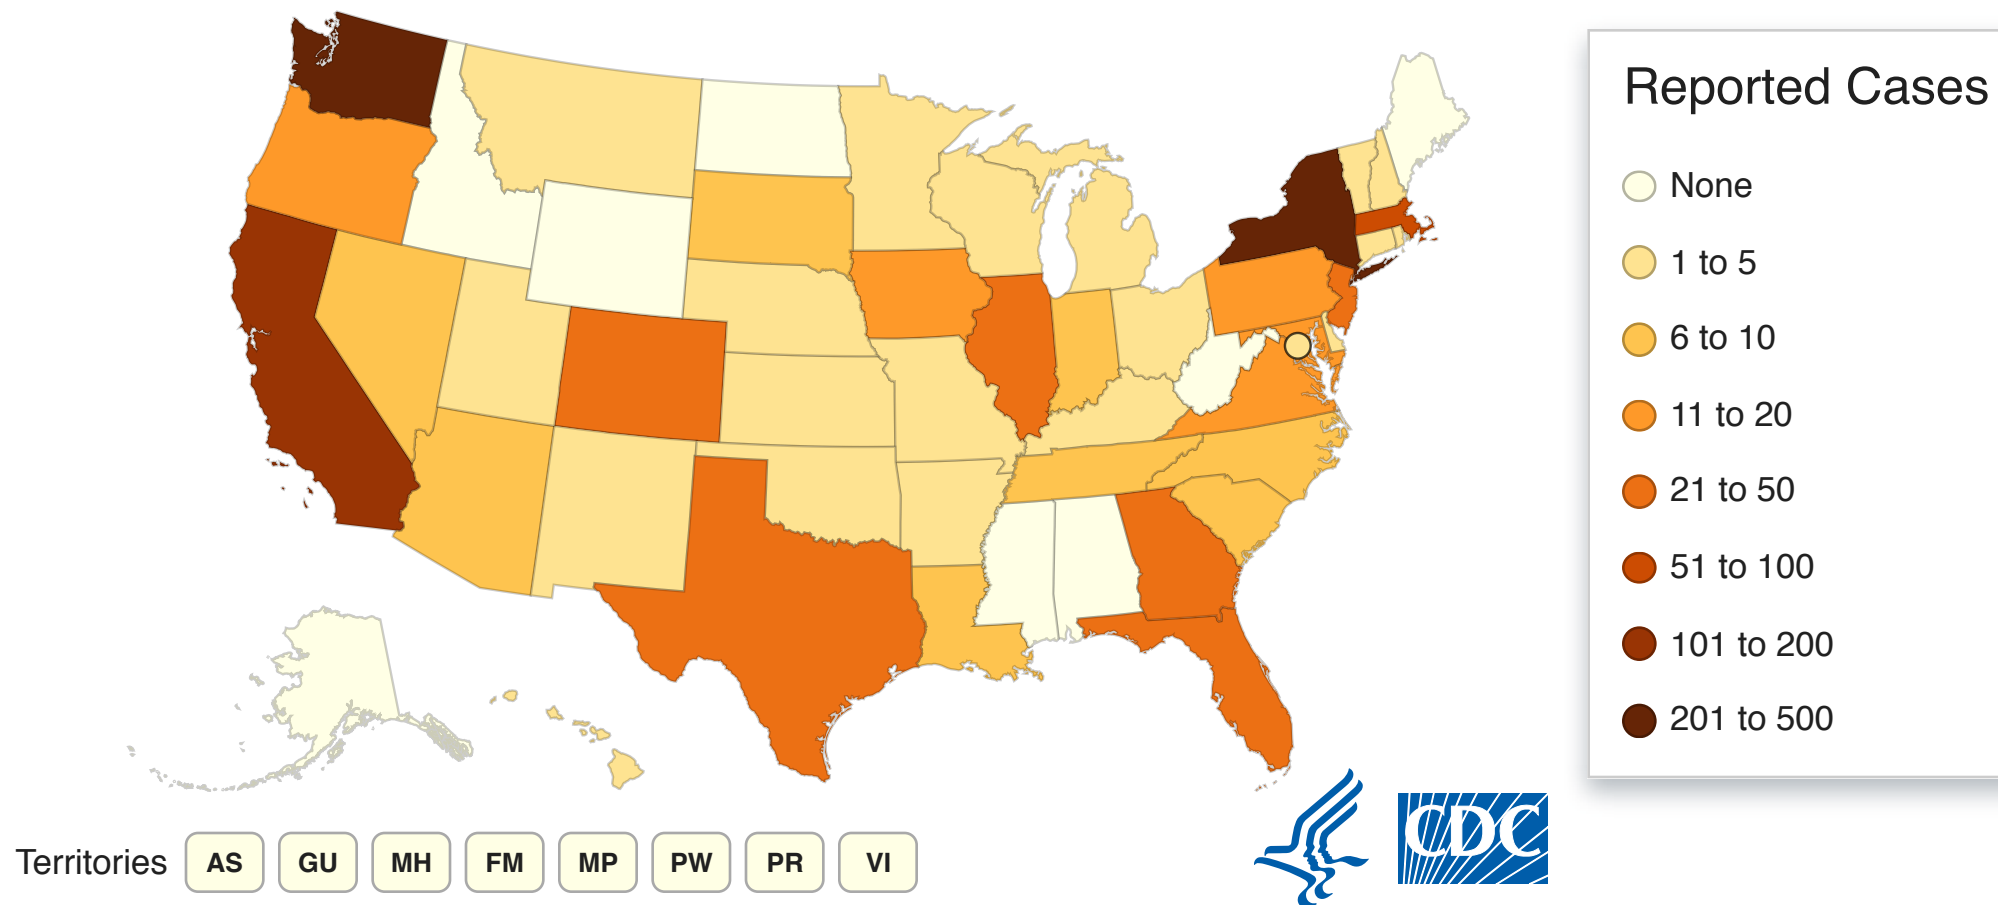 Reported Cases
None
1 to 5
6 to 10
11 to 20
21 to 50
51 to 100
101 to 200
201 to 500
Territories AS GU MH FM MP PW PR VI
CDC